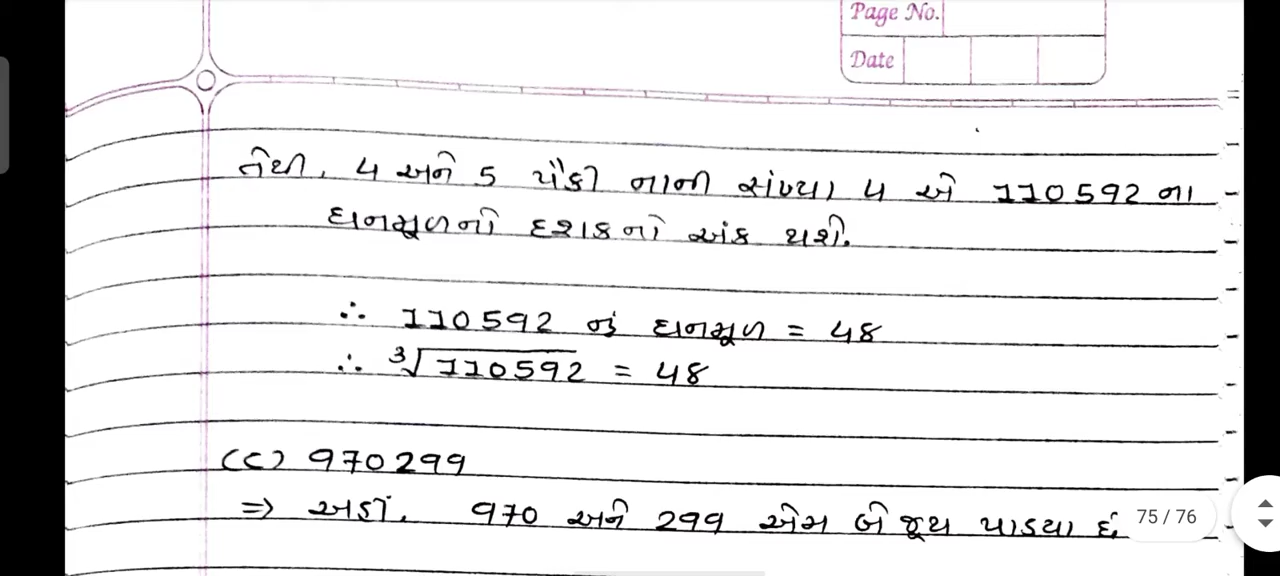 Page No.
Date
તેથી, 4 અને 5 પૈકી નાની સંખ્યા 4 એ 110592 ના
ઘનમૂળનો દશકનો અંક થશે.
∴ 110592 નું ઘનમૂળ = 48
∴ ³√110592 = 48
(C) 970299
⇒ અહીં, 970 અને 299 એમ બે જૂથ પાડયા છે
75 / 76